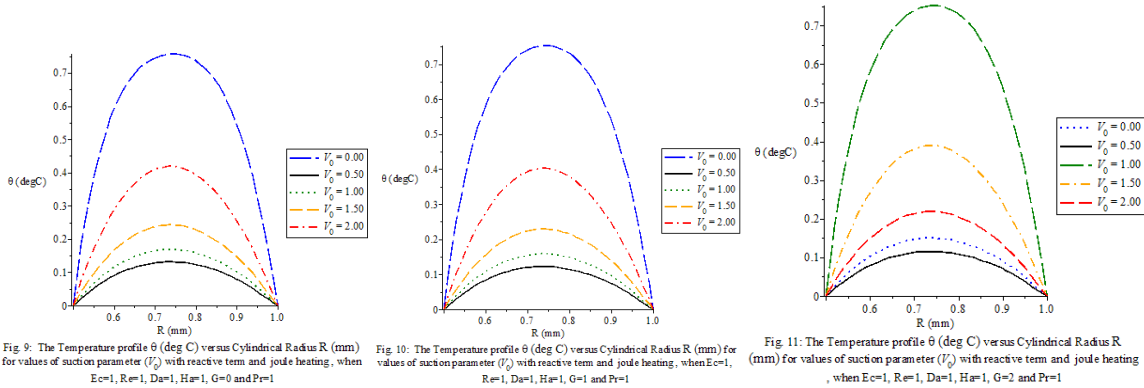 0.7
0.6
0.5
θ (degC)
0.4
0.3
0.2
0.1
0
0.6 0.7 0.8 0.9 1.0
R (mm)
V0 = 0.00
V0 = 0.50
V0 = 1.00
V0 = 1.50
V0 = 2.00
Fig. 9: The Temperature profile θ (deg C) versus Cylindrical Radius R (mm)
for values of suction parameter (V0) with reactive term and joule heating, when
Ec=1, Re=1, Da=1, Ha=1, G=0 and Pr=1
0.7
0.6
0.5
θ (degC)
0.4
0.3
0.2
0.1
0
0.6 0.7 0.8 0.9 1.0
R (mm)
V0 = 0.00
V0 = 0.50
V0 = 1.00
V0 = 1.50
V0 = 2.00
Fig. 10: The Temperature profile θ (deg C) versus Cylindrical Radius R (mm) for
values of suction parameter (V0) with reactive term and joule heating, when Ec=1,
Re=1, Da=1, Ha=1, G=1 and Pr=1
0.7
0.6
0.5
0.4
θ (degC)
0.3
0.2
0.1
0
0.6 0.7 0.8 0.9 1.0
R (mm)
V0 = 0.00
V0 = 0.50
V0 = 1.00
V0 = 1.50
V0 = 2.00
Fig. 11: The Temperature profile θ (deg C) versus Cylindrical Radius R
(mm) for values of suction parameter (V0) with reactive term and joule heating
, when Ec=1, Re=1, Da=1, Ha=1, G=2 and Pr=1